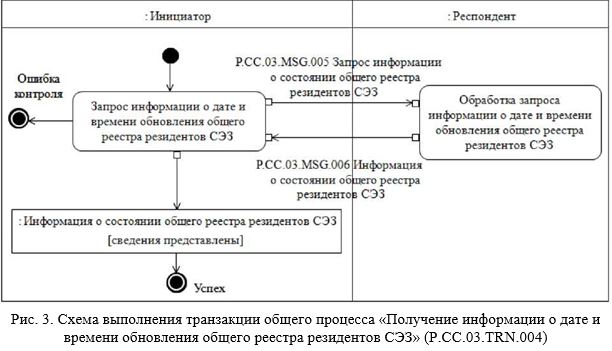 : Инициатор
: Респондент
P.CC.03.MSG.005 Запрос информации
о состоянии общего реестра
резидентов СЭЗ
Ошибка
контроля
Запрос информации о дате и
времени обновления общего
реестра резидентов СЭЗ
Обработка запроса
информации о дате и времени
обновления общего реестра
резидентов СЭЗ
P.CC.03.MSG.006 Информация
о состоянии общего реестра
резидентов СЭЗ
: Информация о состоянии общего реестра резидентов СЭЗ
[сведения представлены]
Успех
Рис. 3. Схема выполнения транзакции общего процесса «Получение информации о дате и
времени обновления общего реестра резидентов СЭЗ» (P.CC.03.TRN.004)